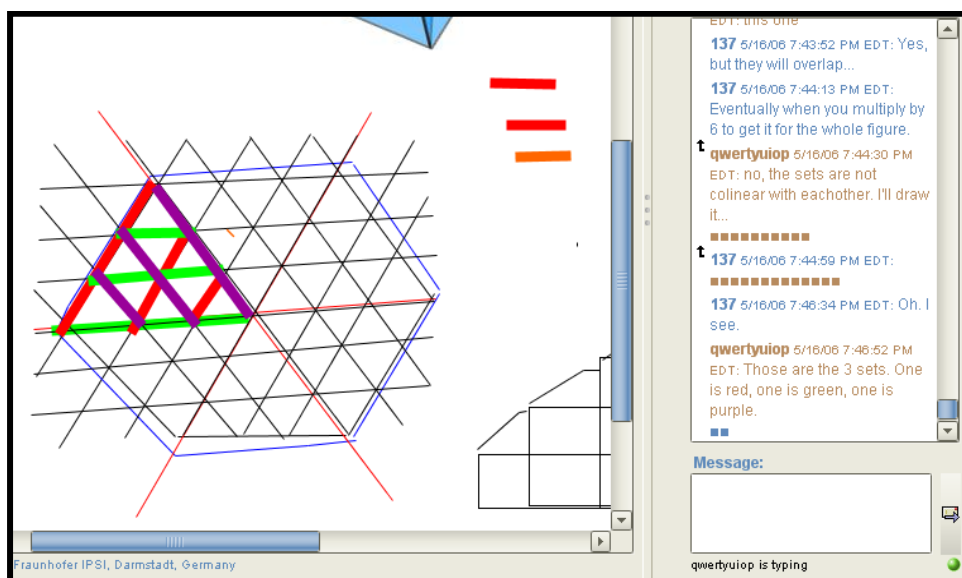 EDT: this one
137 5/16/06 7:43:52 PM EDT: Yes,
but they will overlap...
137 5/16/06 7:44:13 PM EDT:
Eventually when you multiply by
6 to get it for the whole figure.
qwertyuiop 5/16/06 7:44:30 PM
EDT: no, the sets are not
colinear with eachother. I'll draw
it...
137 5/16/06 7:44:59 PM EDT:
137 5/16/06 7:46:34 PM EDT: Oh. I
see.
qwertyuiop 5/16/06 7:46:52 PM
EDT: Those are the 3 sets. One
is red, one is green, one is
purple.
Message:
Fraunhofer IPSI, Darmstadt, Germany
qwertyuiop is typing